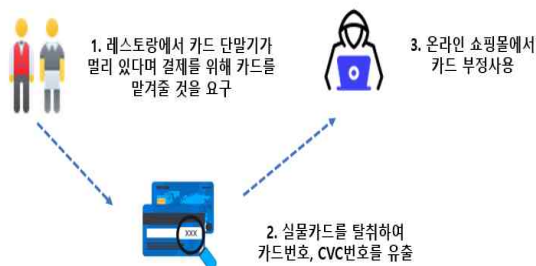 1. 레스토랑에서 카드 단말기가
멀리 있다며 결제를 위해 카드를
맡겨줄 것을 요구
XXX
2. 실물카드를 탈취하여
카드번호, CVC번호를 유출
3. 온라인 쇼핑몰에서
카드 부정사용